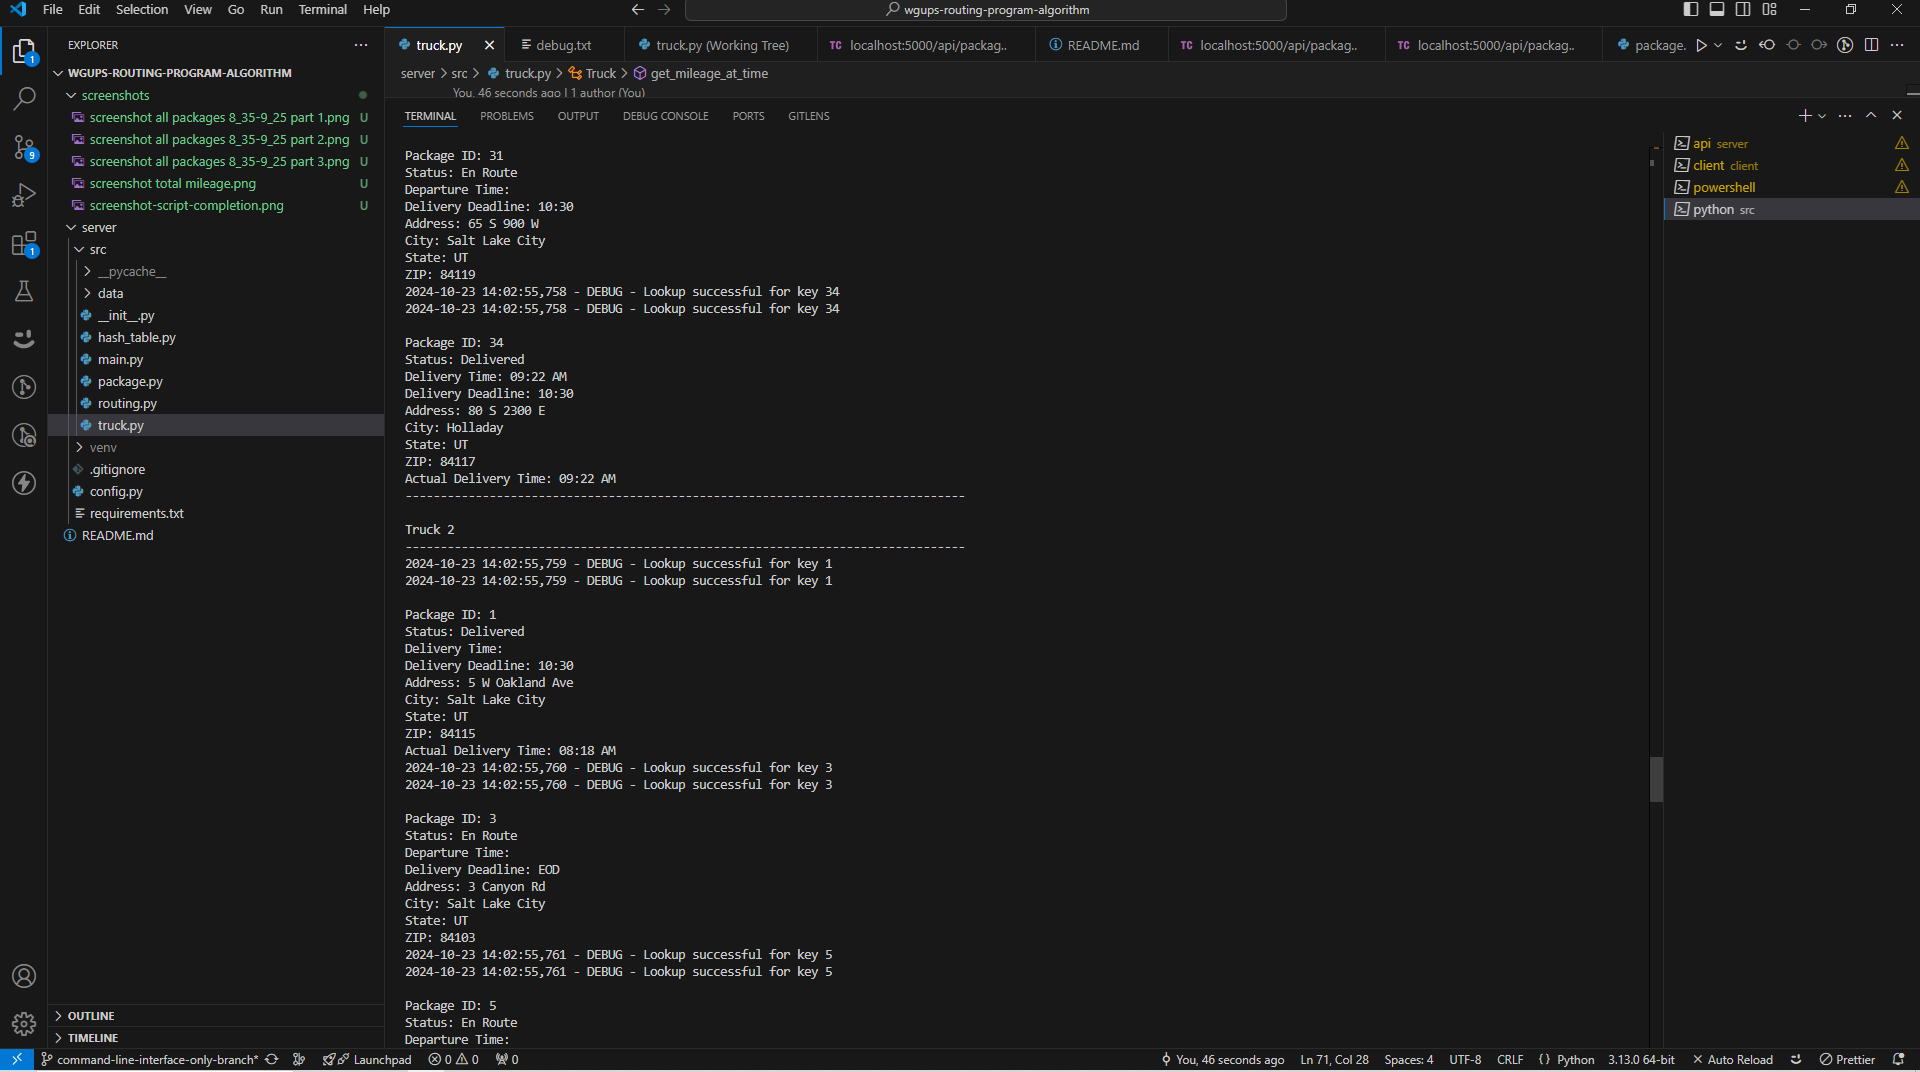 File Edit Selection View Go Run Terminal Help
wgups-routing-program-algorithm
EXPLORER
WGUPS-ROUTING-PROGRAM-ALGORITHM
screenshots
screenshot all packages 8_35-9_25 part 1.png U
screenshot all packages 8_35-9_25 part 2.png U
screenshot all packages 8_35-9_25 part 3.png U
screenshot total mileage.png U
screenshot-script-completion.png U
server
src
__pycache__
data
__init__.py
hash_table.py
main.py
package.py
routing.py
truck.py
venv
.gitignore
config.py
requirements.txt
README.md
OUTLINE
TIMELINE
1
9
1
truck.py debug.txt truck.py (Working Tree) TC localhost:5000/api/packag.. README.md TC localhost:5000/api/packag.. TC localhost:5000/api/packag.. package.
server > src > truck.py > Truck > get_mileage_at_time
You, 46 seconds ago | 1 author (You)
TERMINAL PROBLEMS OUTPUT DEBUG CONSOLE PORTS GITLENS
Package ID: 31
Status: En Route
Departure Time:
Delivery Deadline: 10:30
Address: 65 S 900 W
City: Salt Lake City
State: UT
ZIP: 84119
2024-10-23 14:02:55,758 - DEBUG - Lookup successful for key 34
2024-10-23 14:02:55,758 - DEBUG - Lookup successful for key 34
Package ID: 34
Status: Delivered
Delivery Time: 09:22 AM
Delivery Deadline: 10:30
Address: 80 S 2300 E
City: Holladay
State: UT
ZIP: 84117
Actual Delivery Time: 09:22 AM
--------------------------------------------------------------------------------
Truck 2
--------------------------------------------------------------------------------
2024-10-23 14:02:55,759 - DEBUG - Lookup successful for key 1
2024-10-23 14:02:55,759 - DEBUG - Lookup successful for key 1
Package ID: 1
Status: Delivered
Delivery Time:
Delivery Deadline: 10:30
Address: 5 W Oakland Ave
City: Salt Lake City
State: UT
ZIP: 84115
Actual Delivery Time: 08:18 AM
2024-10-23 14:02:55,760 - DEBUG - Lookup successful for key 3
2024-10-23 14:02:55,760 - DEBUG - Lookup successful for key 3
Package ID: 3
Status: En Route
Departure Time:
Delivery Deadline: EOD
Address: 3 Canyon Rd
City: Salt Lake City
State: UT
ZIP: 84103
2024-10-23 14:02:55,761 - DEBUG - Lookup successful for key 5
2024-10-23 14:02:55,761 - DEBUG - Lookup successful for key 5
Package ID: 5
Status: En Route
Departure Time:
api server
client client
powershell
python src
command-line-interface-only-branch* Launchpad 0 0 0 You, 46 seconds ago Ln 71, Col 28 Spaces: 4 UTF-8 CRLF {} Python 3.13.0 64-bit Auto Reload Prettier